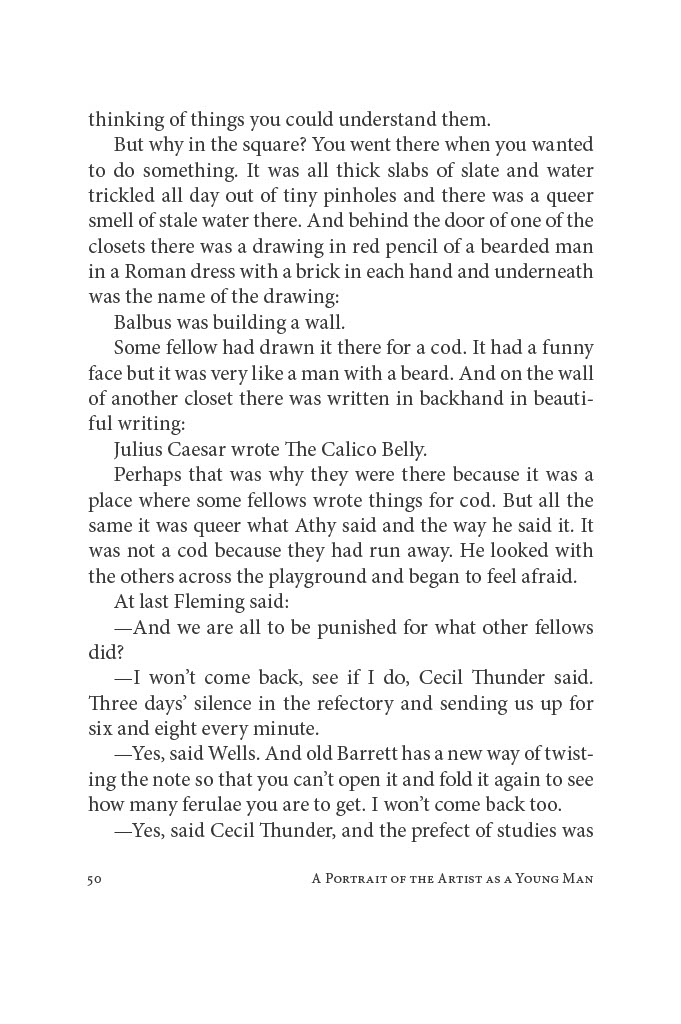 thinking of things you could understand them.
But why in the square? You went there when you wanted
to do something. It was all thick slabs of slate and water
trickled all day out of tiny pinholes and there was a queer
smell of stale water there. And behind the door of one of the
closets there was a drawing in red pencil of a bearded man
in a Roman dress with a brick in each hand and underneath
was the name of the drawing:
Balbus was building a wall.
Some fellow had drawn it there for a cod. It had a funny
face but it was very like a man with a beard. And on the wall
of another closet there was written in backhand in beauti-
ful writing:
Julius Caesar wrote The Calico Belly.
Perhaps that was why they were there because it was a
place where some fellows wrote things for cod. But all the
same it was queer what Athy said and the way he said it. It
was not a cod because they had run away. He looked with
the others across the playground and began to feel afraid.
At last Fleming said:
—And we are all to be punished for what other fellows
did?
—I won’t come back, see if I do, Cecil Thunder said.
Three days’ silence in the refectory and sending us up for
six and eight every minute.
—Yes, said Wells. And old Barrett has a new way of twist-
ing the note so that you can’t open it and fold it again to see
how many ferulae you are to get. I won’t come back too.
—Yes, said Cecil Thunder, and the prefect of studies was
50 A Portrait of the Artist as a Young Man